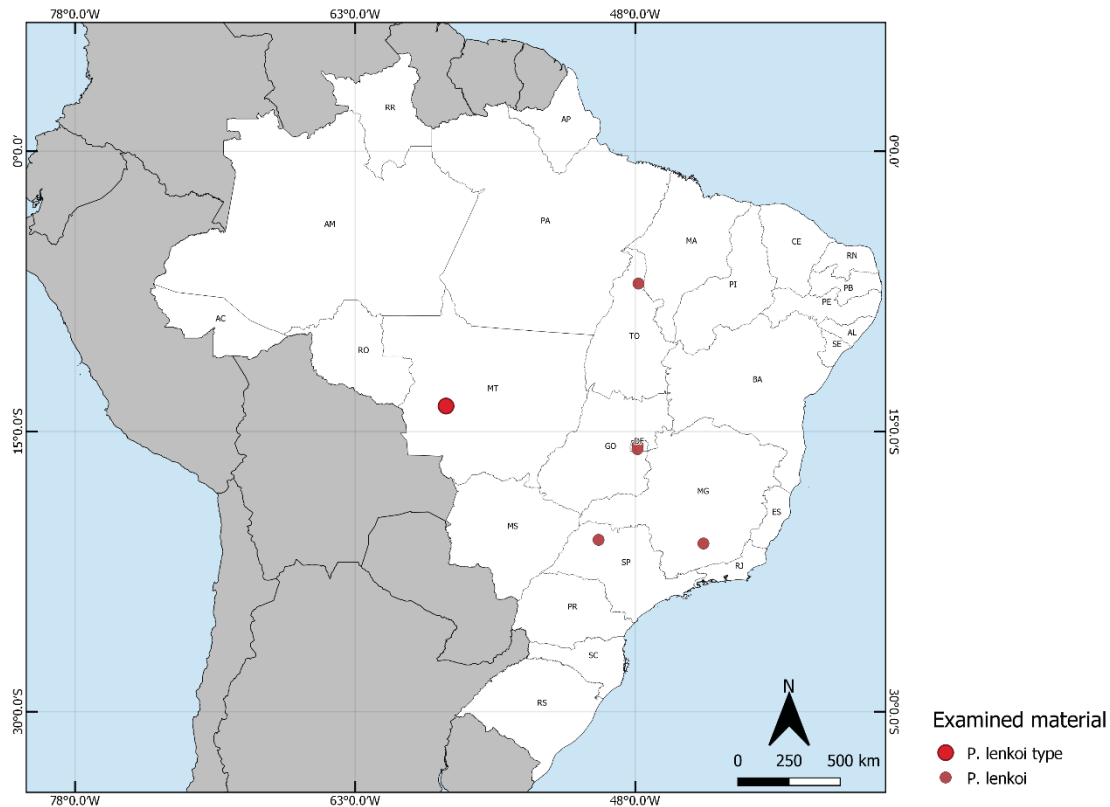 78°0.0'W 63°0.0'W 48°0.0'W
RR
AP
0°0.0' 0°0.0'
AM PA MA CE
RN
PI PB
PE
AC TO AL
RO SE
MT BA
15°0.0'S 15°0.0'S
GO DF
MG
MS ES
SP RJ
PR
SC
RS
N
30°0.0'S 30°0.0'S
0 250 500 km
78°0.0'W 63°0.0'W 48°0.0'W
Examined material
P. lenkoi type
P. lenkoi